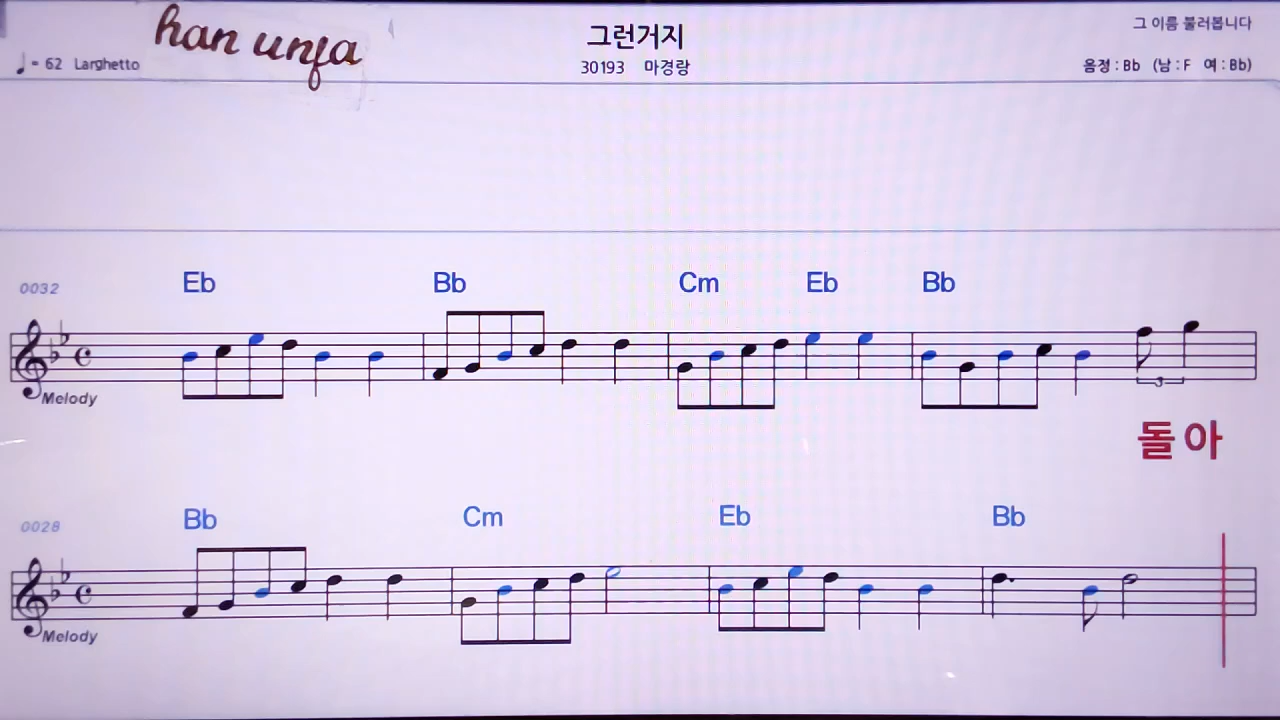 han unfa
그런거지
그 이름 불러봅니다
♩= 62 Larghetto
30193 마경랑
음정 : Bb (남 : F 여 : Bb)
Eb Bb Cm Eb Bb
0032
Melody
돌 아
Bb Cm Eb Bb
0028
Melody